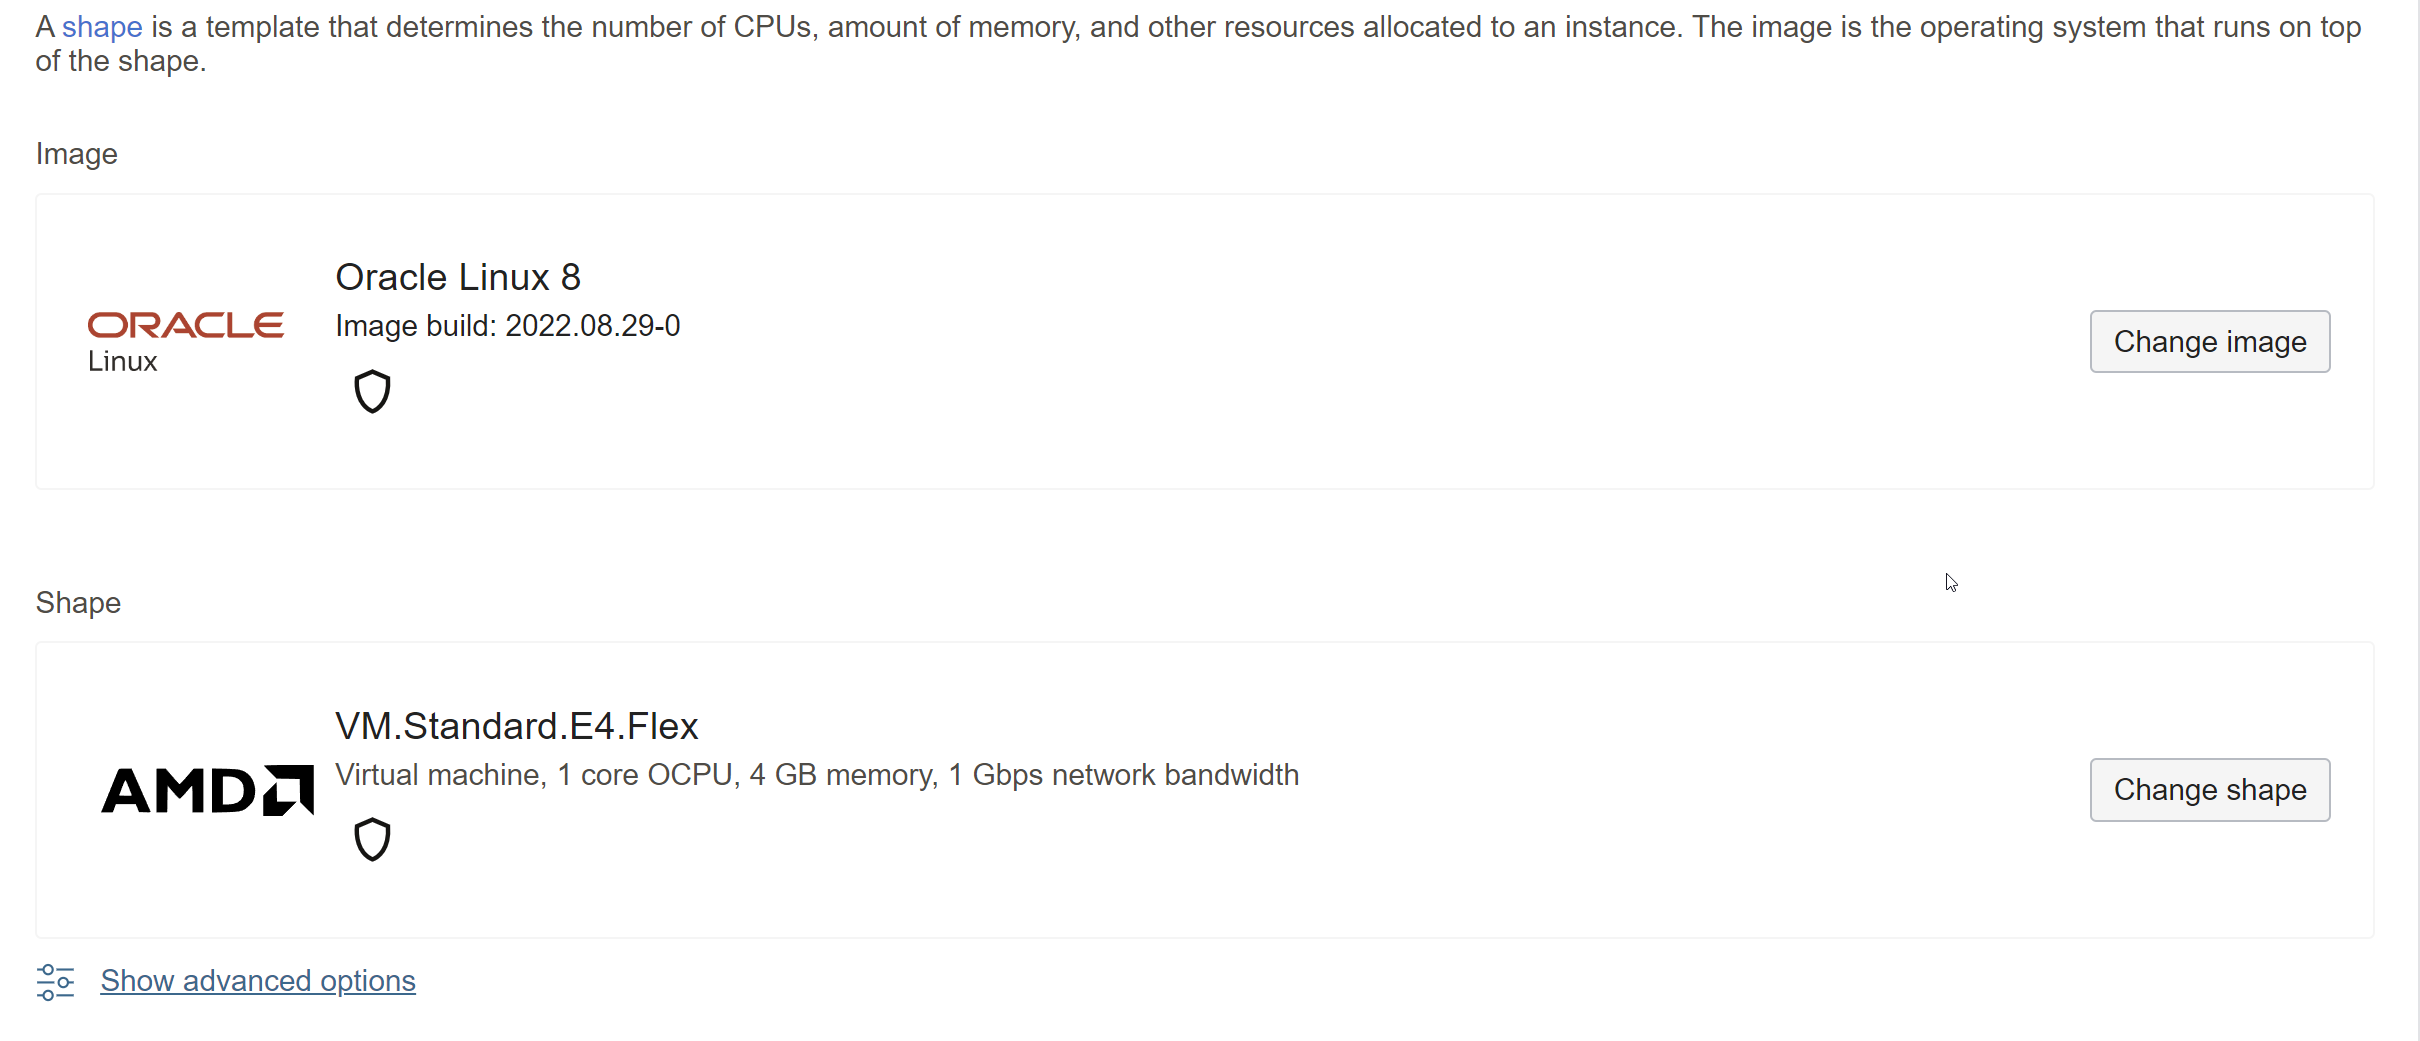 A shape is a template that determines the number of CPUs, amount of memory, and other resources allocated to an instance. The image is the operating system that runs on top
of the shape.
Image
Oracle Linux 8
Image build: 2022.08.29-0
ORACLE
Linux
Change image
Shape
VM.Standard.E4.Flex
Virtual machine, 1 core OCPU, 4 GB memory, 1 Gbps network bandwidth
AMD
Change shape
Show advanced options